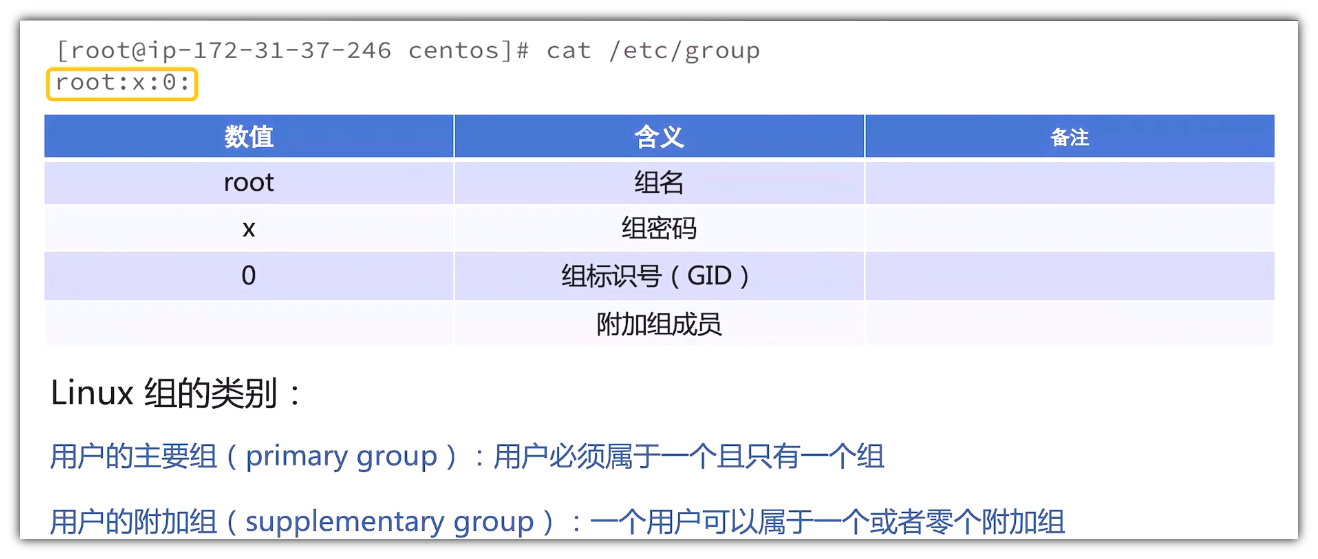 [root@ip-172-31-37-246 centos]# cat /etc/group
root:x:0:
数值 含义 备注
root 组名
x 组密码
0 组标识号（GID）
附加组成员
Linux 组的类别：
用户的主要组（primary group）：用户必须属于一个且只有一个组
用户的附加组（supplementary group）：一个用户可以属于一个或者零个附加组